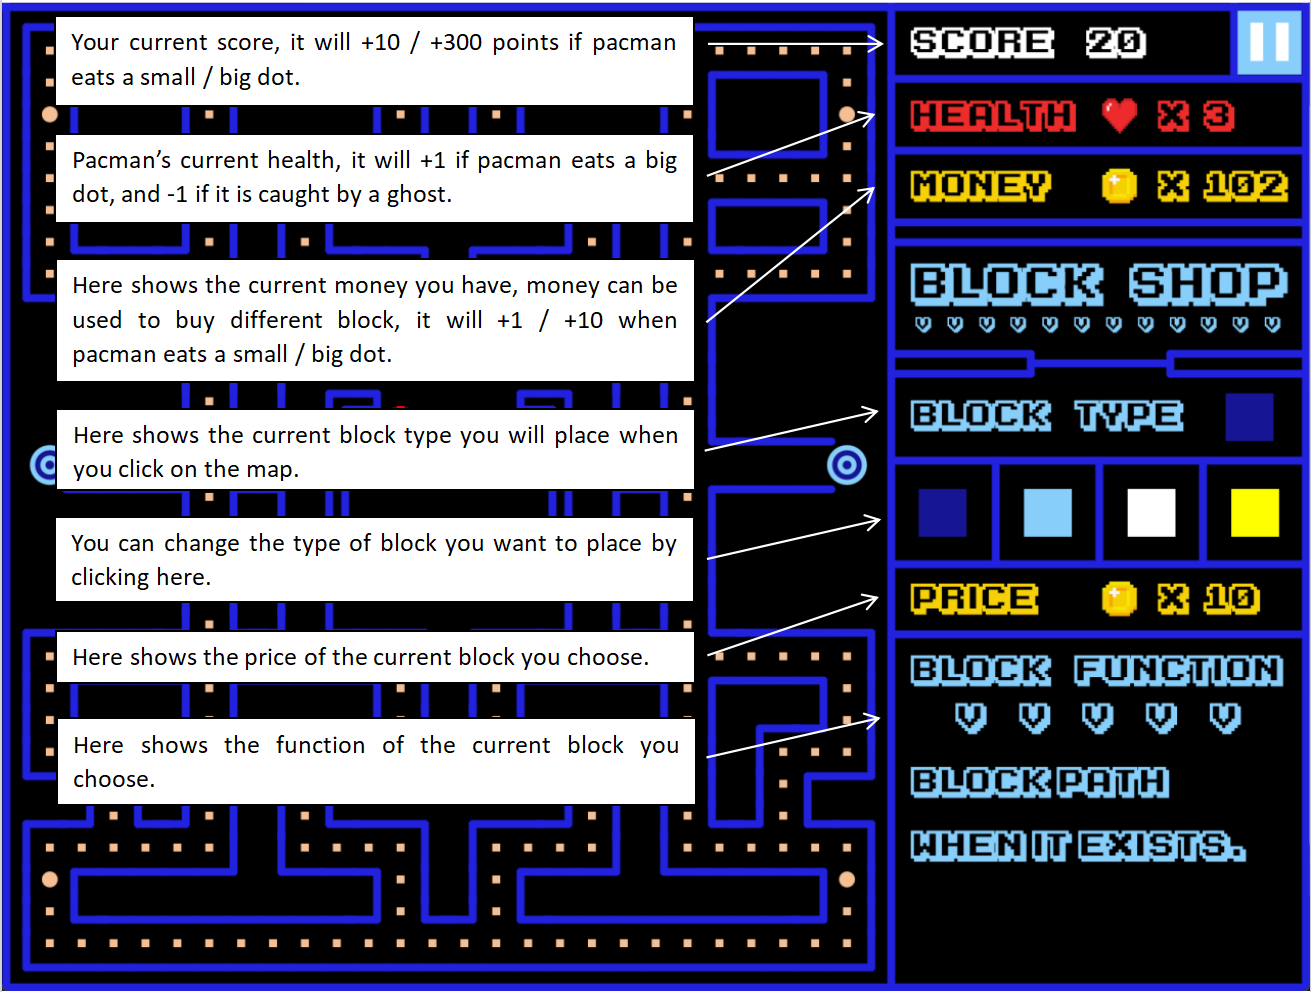 Your current score, it will +10 / +300 points if pacman
eats a small / big dot.
Pacman’s current health, it will +1 if pacman eats a big
dot, and -1 if it is caught by a ghost.
Here shows the current money you have, money can be
used to buy different block, it will +1 / +10 when
pacman eats a small / big dot.
Here shows the current block type you will place when
you click on the map.
You can change the type of block you want to place by
clicking here.
Here shows the price of the current block you choose.
Here shows the function of the current block you
choose.
SCORE 20
HEALTH X 3
MONEY X 102
BLOCK SHOP
BLOCK TYPE
PRICE X 10
BLOCK FUNCTION
BLOCK PATH
WHEN IT EXISTS.